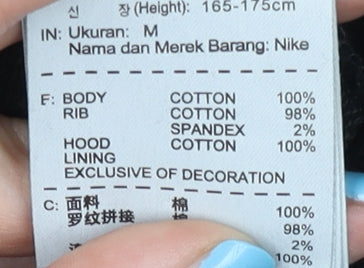 신 장 (Height): 165-175cm
IN: Ukuran: M
Nama dan Merek Barang: Nike
F: BODY COTTON 100%
RIB COTTON 98%
SPANDEX 2%
HOOD COTTON 100%
LINING
EXCLUSIVE OF DECORATION
C: 面料 棉 100%
罗纹拼接 棉 98%
2%
100%